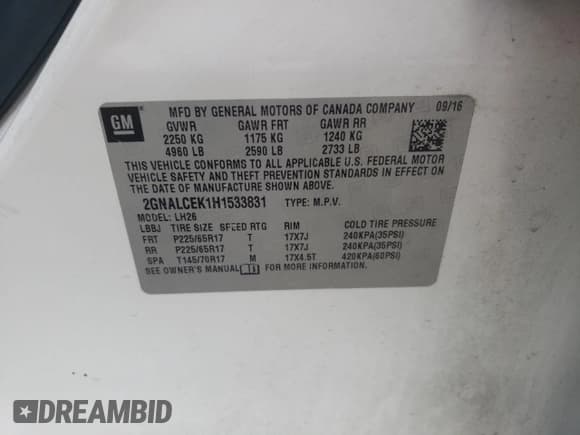 GM
MFD BY GENERAL MOTORS OF CANADA COMPANY 09/16
GVWR GAWR FRT GAWR RR
2250 KG 1175 KG 1240 KG
4960 LB 2590 LB 2733 LB
THIS VEHICLE CONFORMS TO ALL APPLICABLE U.S. FEDERAL MOTOR
VEHICLE SAFETY AND THEFT PREVENTION STANDARDS IN EFFECT ON THE
DATE OF MANUFACTURE SHOWN ABOVE.
2GNALCEK1H1533831 TYPE: M.P.V.
MODEL: LH26
LBBJ TIRE SIZE SPEED RTG RIM COLD TIRE PRESSURE
FRT P225/65R17 T 17X7J 240KPA(35PSI)
RR P225/65R17 T 17X7J 240KPA(35PSI)
SPA T145/70R17 M 17X4.5T 420KPA(60PSI)
SEE OWNER'S MANUAL FOR MORE INFORMATION.
DREAMBID